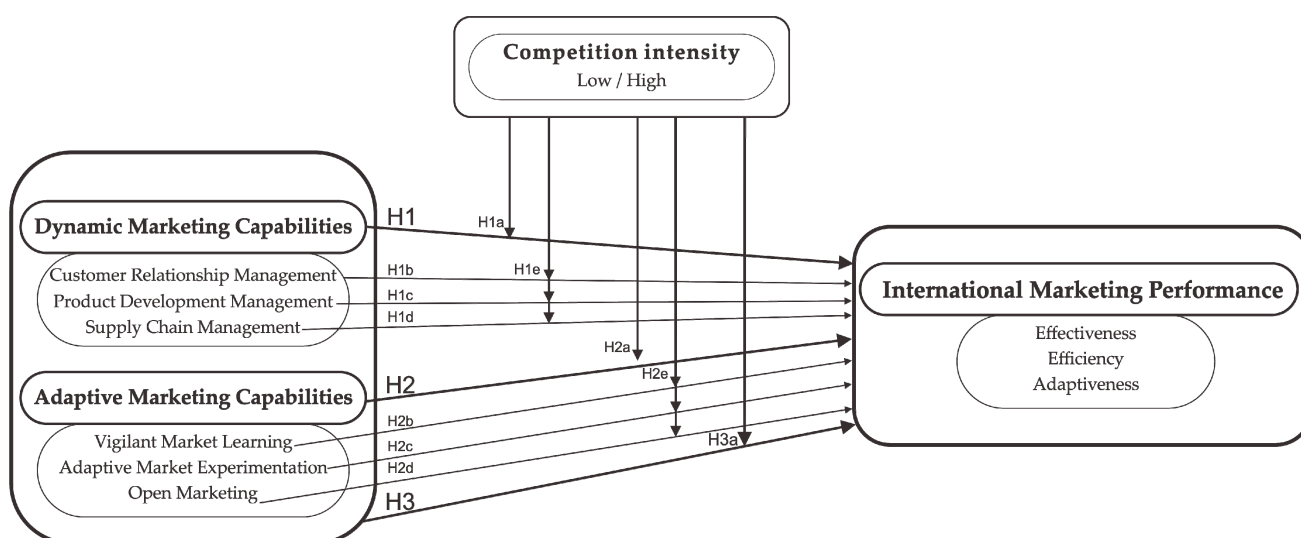 Competition intensity
Low / High
Dynamic Marketing Capabilities
H1
H1a
Customer Relationship Management
H1b
H1e
Product Development Management
H1c
Supply Chain Management
H1d
International Marketing Performance
Effectiveness
Efficiency
Adaptiveness
H2a
H2e
Adaptive Marketing Capabilities
H2
Vigilant Market Learning
H2b
Adaptive Market Experimentation
H2c
Open Marketing
H2d
H3a
H3